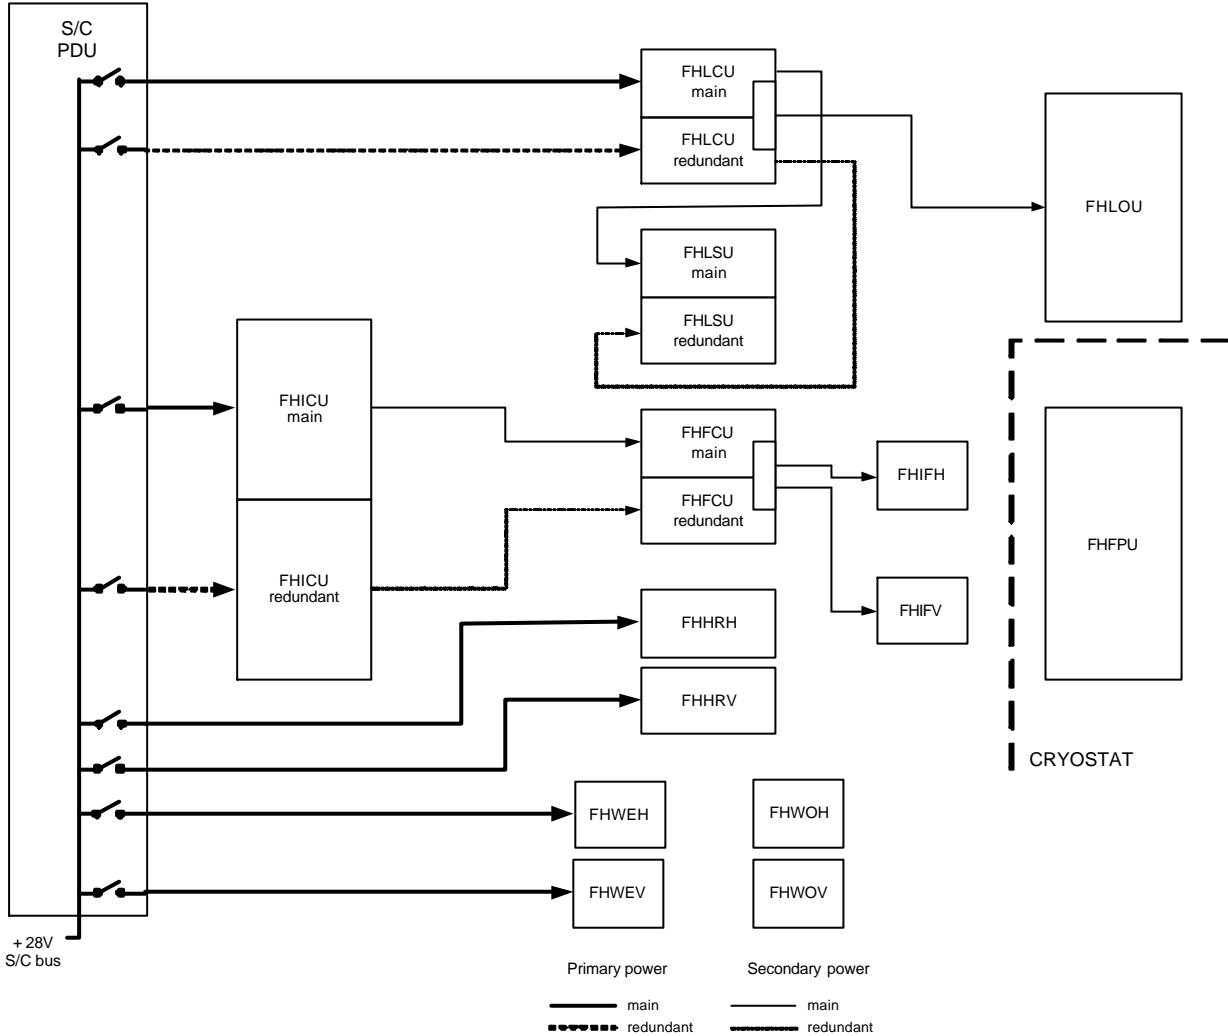 S/C
PDU
FHLCU
main
FHLCU
redundant
FHLOU
FHLSU
main
FHLSU
redundant
FHICU
main
FHICU
redundant
FHFCU
main
FHFCU
redundant
FHIFH
FHIFV
FHFPU
FHHRH
FHHRV
CRYOSTAT
FHWEH
FHWOH
FHWEV
FHWOV
+ 28V
S/C bus
Primary power
Secondary power
main
main
redundant
redundant